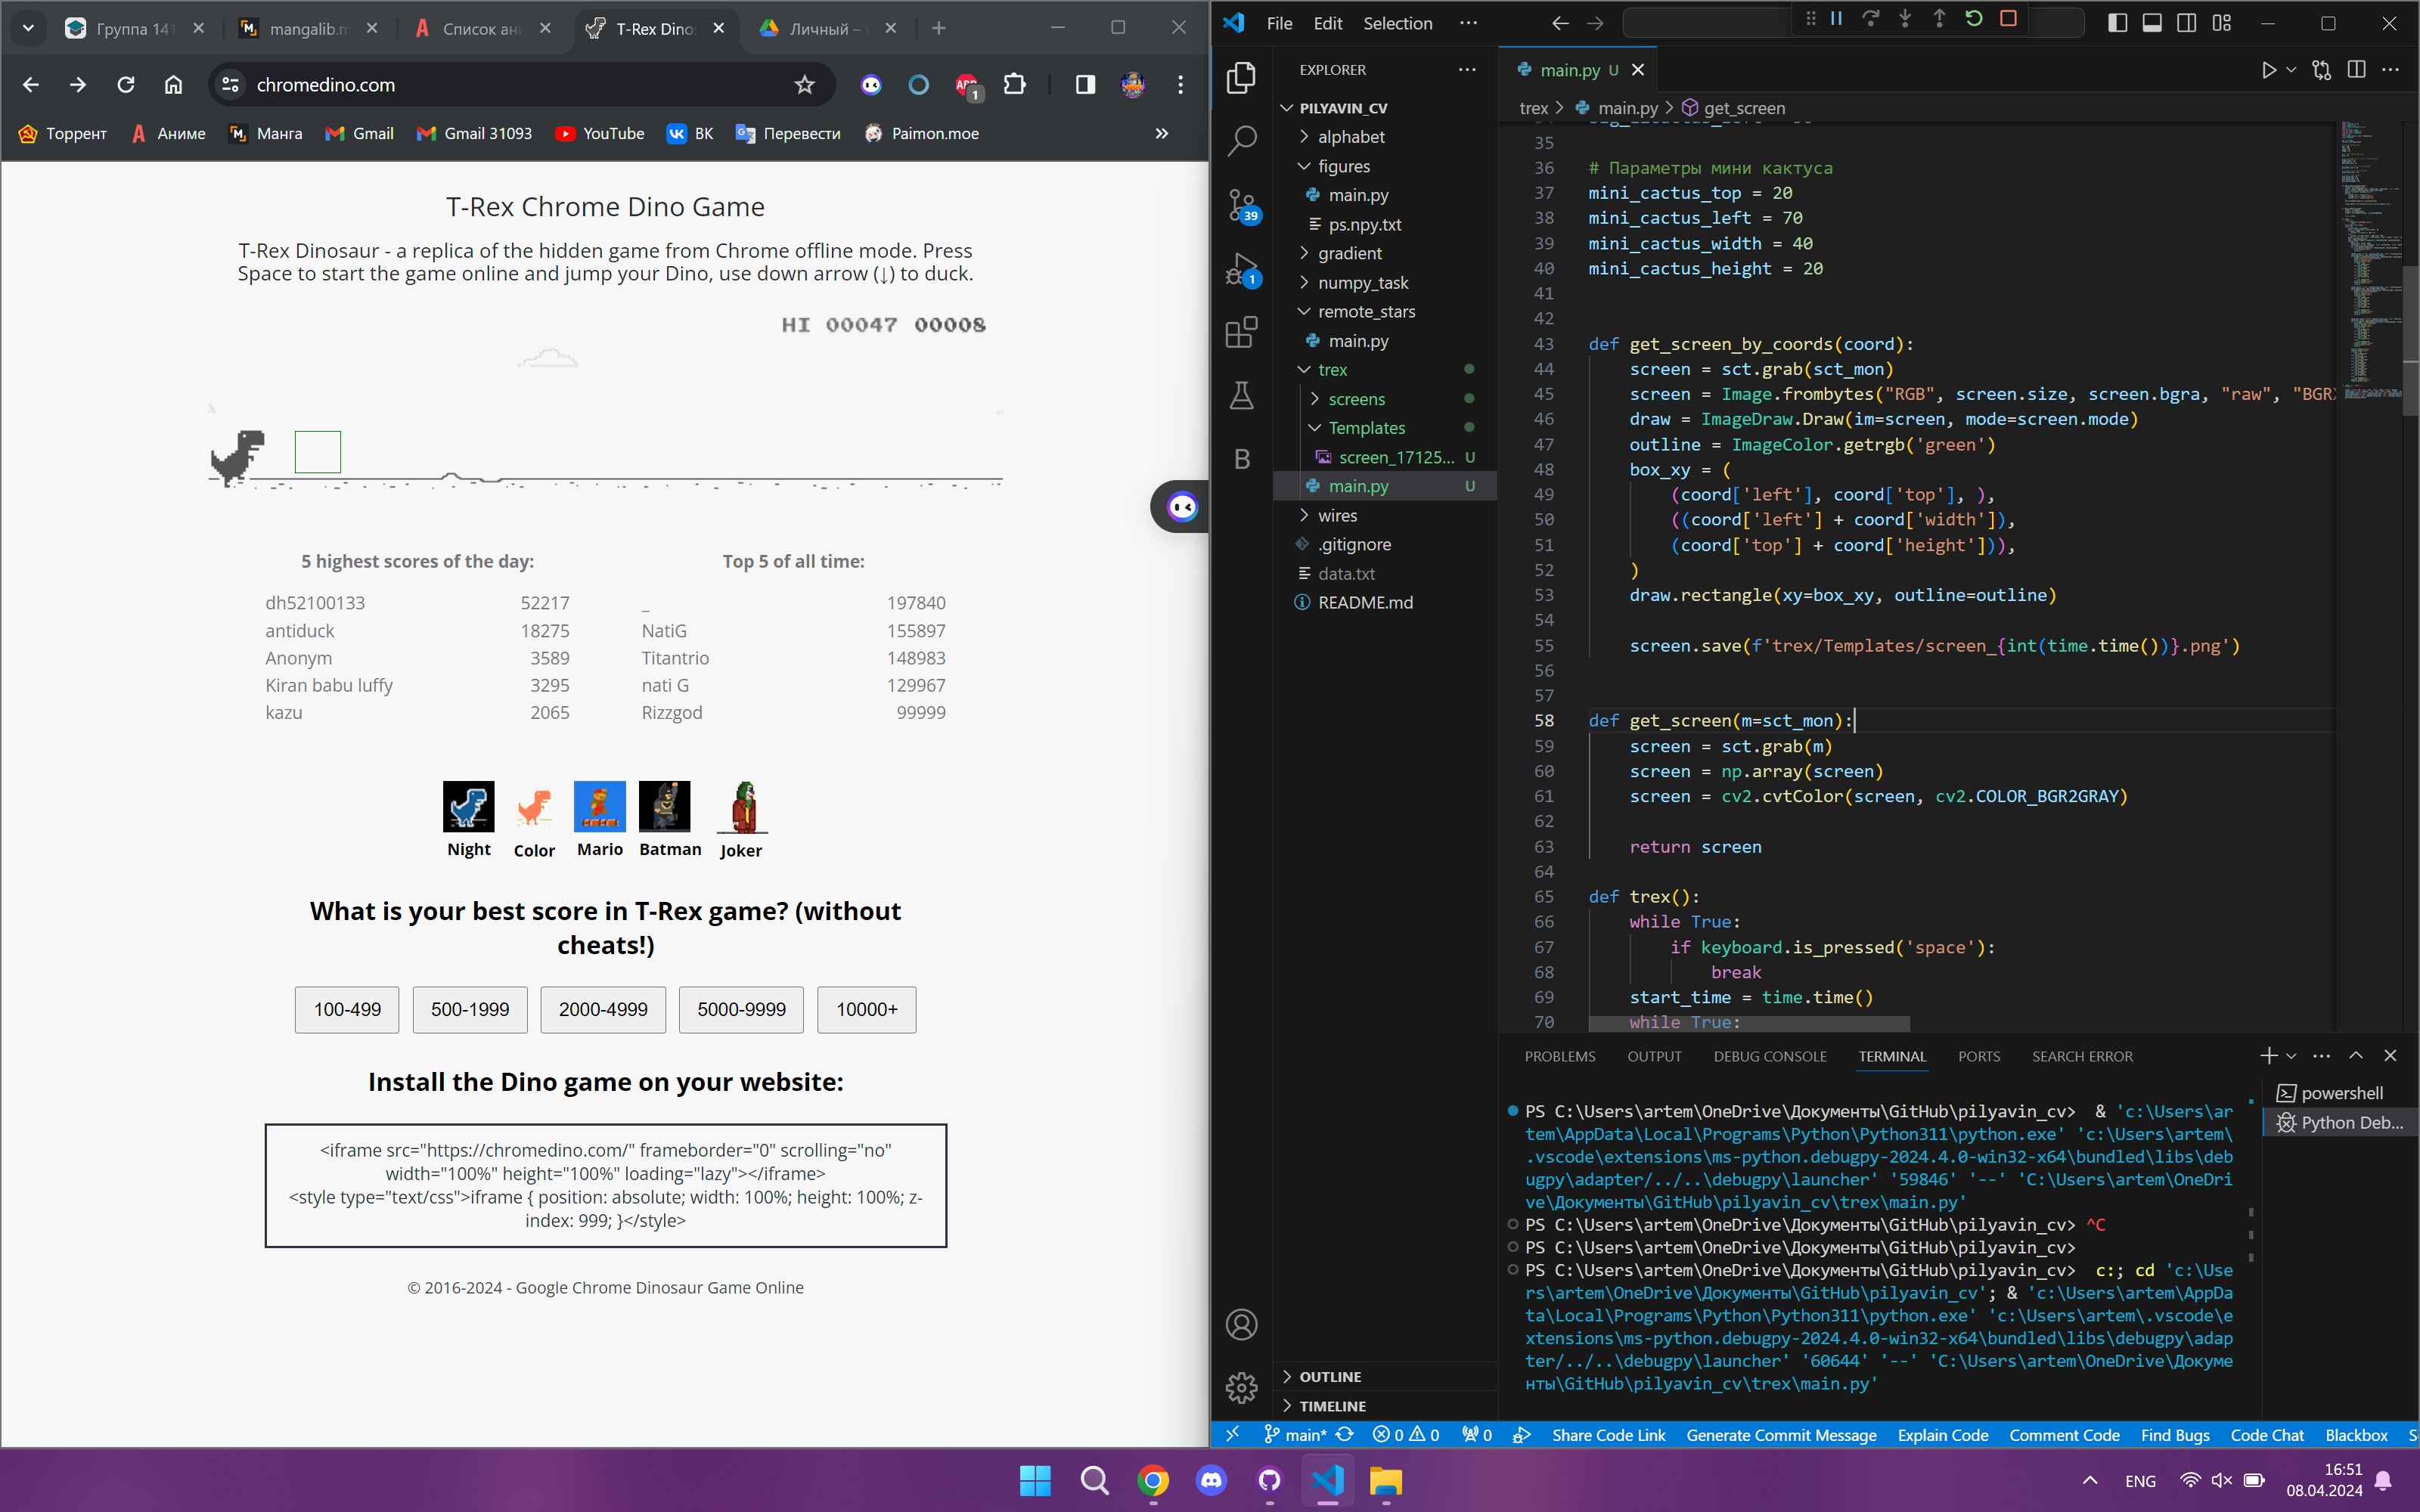 Группа 141
mangalib.m
Список ани
T-Rex Dino
Личный –
chromedino.com
1
Торрент
Аниме
Манга
Gmail
Gmail 31093
YouTube
ВК
Перевести
Paimon.moe
T-Rex Chrome Dino Game
T-Rex Dinosaur - a replica of the hidden game from Chrome offline mode. Press
Space to start the game online and jump your Dino, use down arrow (↓) to duck.
HI 00047 00008
5 highest scores of the day:
dh52100133 52217
antiduck 18275
Anonym 3589
Kiran babu luffy 3295
kazu 2065
Top 5 of all time:
_ 197840
NatiG 155897
Titantrio 148983
nati G 129967
Rizzgod 99999
Night
Color
Mario
Batman
Joker
What is your best score in T-Rex game? (without
cheats!)
100-499
500-1999
2000-4999
5000-9999
10000+
Install the Dino game on your website:
<iframe src="https://chromedino.com/" frameborder="0" scrolling="no"
width="100%" height="100%" loading="lazy"></iframe>
<style type="text/css">iframe { position: absolute; width: 100%; height: 100%; z-
index: 999; }</style>
© 2016-2024 - Google Chrome Dinosaur Game Online
File Edit Selection ···
EXPLORER
PILYAVIN_CV
alphabet
figures
main.py
ps.npy.txt
gradient
numpy_task
remote_stars
main.py
trex
screens
Templates
screen_17125... U
main.py U
wires
.gitignore
data.txt
README.md
OUTLINE
TIMELINE
39
1
B
main.py U
trex > main.py > get_screen
35
36 # Параметры мини кактуса
37 mini_cactus_top = 20
38 mini_cactus_left = 70
39 mini_cactus_width = 40
40 mini_cactus_height = 20
41
42
43 def get_screen_by_coords(coord):
44 screen = sct.grab(sct_mon)
45 screen = Image.frombytes("RGB", screen.size, screen.bgra, "raw", "BGRX
46 draw = ImageDraw.Draw(im=screen, mode=screen.mode)
47 outline = ImageColor.getrgb('green')
48 box_xy = (
49 (coord['left'], coord['top'], ),
50 ((coord['left'] + coord['width']),
51 (coord['top'] + coord['height'])),
52 )
53 draw.rectangle(xy=box_xy, outline=outline)
54
55 screen.save(f'trex/Templates/screen_{int(time.time())}.png')
56
57
58 def get_screen(m=sct_mon):
59 screen = sct.grab(m)
60 screen = np.array(screen)
61 screen = cv2.cvtColor(screen, cv2.COLOR_BGR2GRAY)
62
63 return screen
64
65 def trex():
66 while True:
67 if keyboard.is_pressed('space'):
68 break
69 start_time = time.time()
70 while True:
PROBLEMS OUTPUT DEBUG CONSOLE TERMINAL PORTS SEARCH ERROR
powershell
Python Deb...
PS C:\Users\artem\OneDrive\Документы\GitHub\pilyavin_cv> & 'c:\Users\ar
tem\AppData\Local\Programs\Python\Python311\python.exe' 'c:\Users\artem\
.vscode\extensions\ms-python.debugpy-2024.4.0-win32-x64\bundled\libs\deb
ugpy\adapter/../..\debugpy\launcher' '59846' '--' 'C:\Users\artem\OneDri
ve\Документы\GitHub\pilyavin_cv\trex\main.py'
PS C:\Users\artem\OneDrive\Документы\GitHub\pilyavin_cv> ^C
PS C:\Users\artem\OneDrive\Документы\GitHub\pilyavin_cv>
PS C:\Users\artem\OneDrive\Документы\GitHub\pilyavin_cv> c:; cd 'c:\Use
rs\artem\OneDrive\Документы\GitHub\pilyavin_cv'; & 'c:\Users\artem\AppDa
ta\Local\Programs\Python\Python311\python.exe' 'c:\Users\artem\.vscode\e
xtensions\ms-python.debugpy-2024.4.0-win32-x64\bundled\libs\debugpy\adap
ter/../..\debugpy\launcher' '60644' '--' 'C:\Users\artem\OneDrive\Докуме
нты\GitHub\pilyavin_cv\trex\main.py'
main* 0 0 0 Share Code Link Generate Commit Message Explain Code Comment Code Find Bugs Code Chat Blackbox S
ENG
16:51
08.04.2024